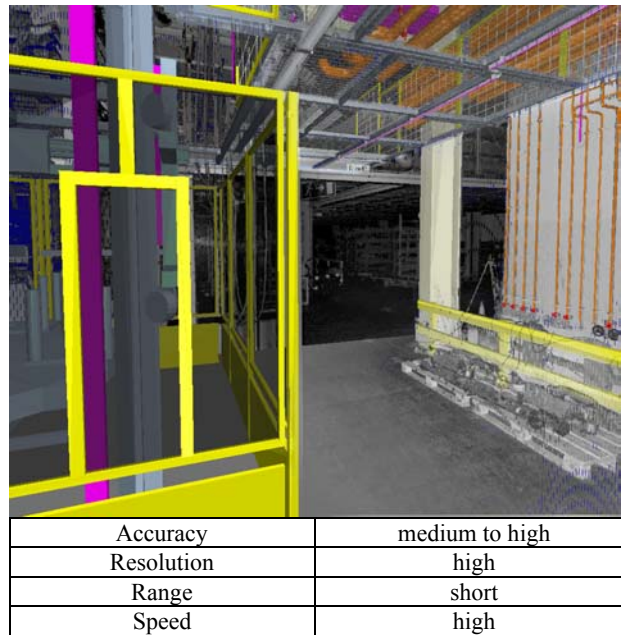 Accuracy medium to high
Resolution high
Range short
Speed high